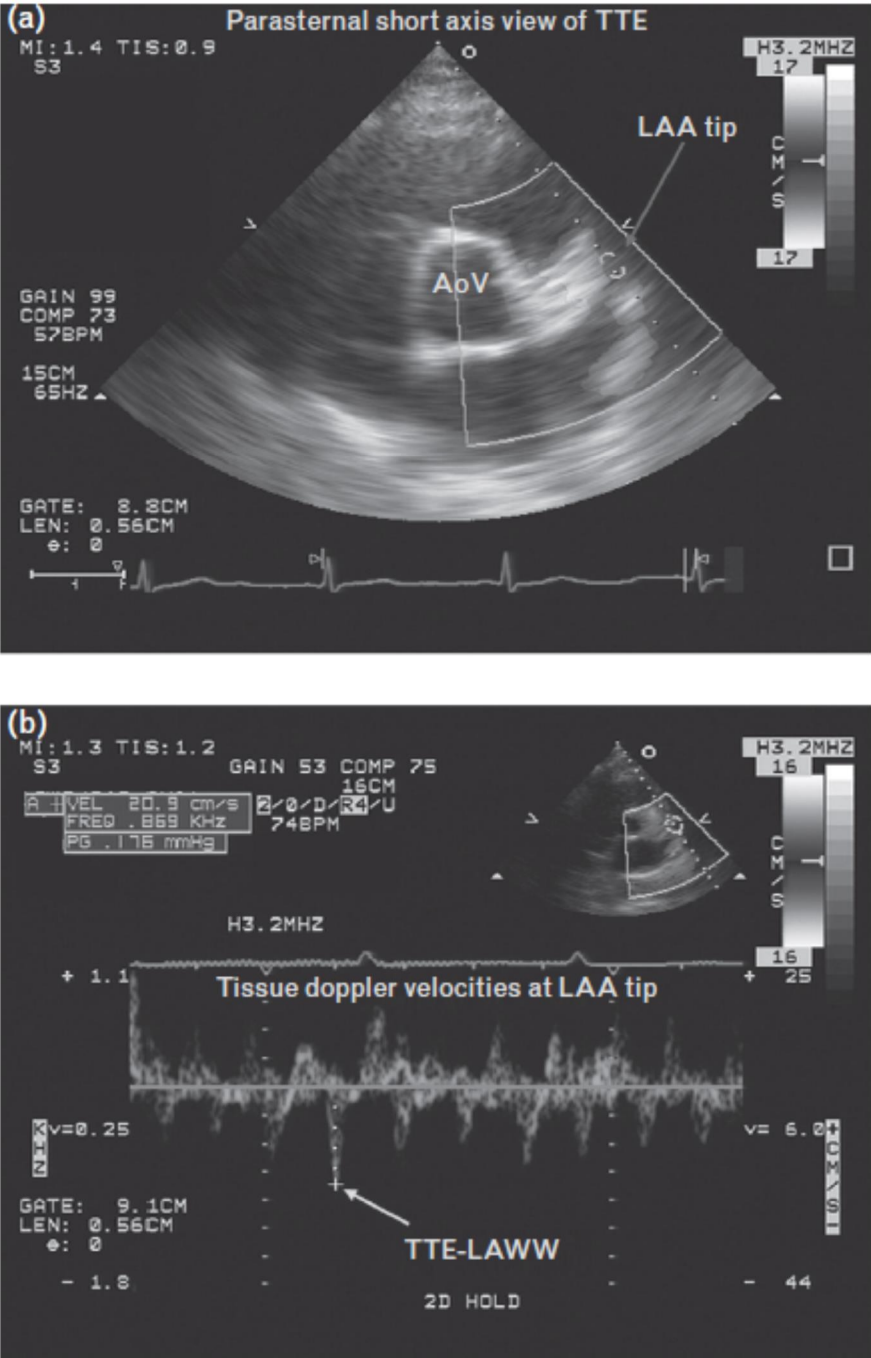 (a)
Parasternal short axis view of TTE
MI:1.4 TIS:0.9
S3
H3.2MHZ
17
LAA tip
CM/S
17
AoV
GAIN 99
COMP 73
57BPM
15CM
65HZ
GATE: 8.8CM
LEN: 0.56CM
θ: 0
(b)
MI:1.3 TIS:1.2
S3
GAIN 53 COMP 75
16CM
2/0/D/R4/U
74BPM
A + VEL 20.9 cm/s
FREQ .869 KHz
PG .176 mmHg
H3.2MHZ
16
CM/S
16
H3.2MHZ
+ 1.1
+ 25
Tissue doppler velocities at LAA tip
KHZ
v=0.25
v= 6.0
+CM/S-
GATE: 9.1CM
LEN: 0.56CM
θ: 0
TTE-LAWW
- 1.8
- 44
2D HOLD